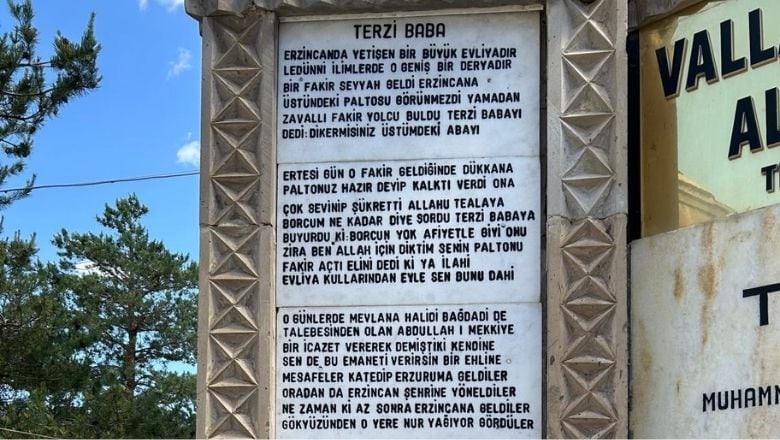 TERZİ BABA
ERZİNCANDA YETİŞEN BİR BÜYÜK EVLİYADIR
LEDÜNNİ İLİMLERDE O GENİŞ BİR DERYADIR
BİR FAKİR SEYYAH GELDİ ERZİNCANA
ÜSTÜNDEKİ PALTOSU GÖRÜNMEZDİ YAMADAN
ZAVALLI FAKİR YOLCU BULDU TERZİ BABAYI
DEDİ: DİKERMİSİNİZ ÜSTÜMDEKİ ABAYI
ERTESİ GÜN O FAKİR GELDİĞİNDE DÜKKANA
PALTONUZ HAZIR DEYİP KALKTI VERDİ ONA
ÇOK SEVİNİP ŞÜKRETTİ ALLAHU TEALAYA
BORCUN NE KADAR DİYE SORDU TERZİ BABAYA
BUYURDU Kİ: BORCUN YOK AFİYETLE GİY ONU
ZİRA BEN ALLAH İÇİN DİKTİM SENİN PALTONU
FAKİR AÇTI ELİNİ DEDİ Kİ YA İLAHİ
EVLİYA KULLARINDAN EYLE SEN BUNU DAHİ
O GÜNLERDE MEVLANA HALİDİ BAĞDADİ DE
TALEBESİNDEN OLAN ABDULLAH I MEKKİYE
BİR İCAZET VEREREK DEMİŞTİKİ KENDİNE
SEN DE BU EMANETİ VERİRSİN BİR EHLİNE
MESAFELER KATEDİP ERZURUMA GELDİLER
ORADAN DA ERZİNCAN ŞEHRİNE YÖNELDİLER
NE ZAMAN Kİ AZ SONRA ERZİNCANA GELDİLER
GÖKYÜZÜNDEN O YERE NUR YAĞIYOR GÖRDÜLER
VALL
AL
T
T
MUHAMM